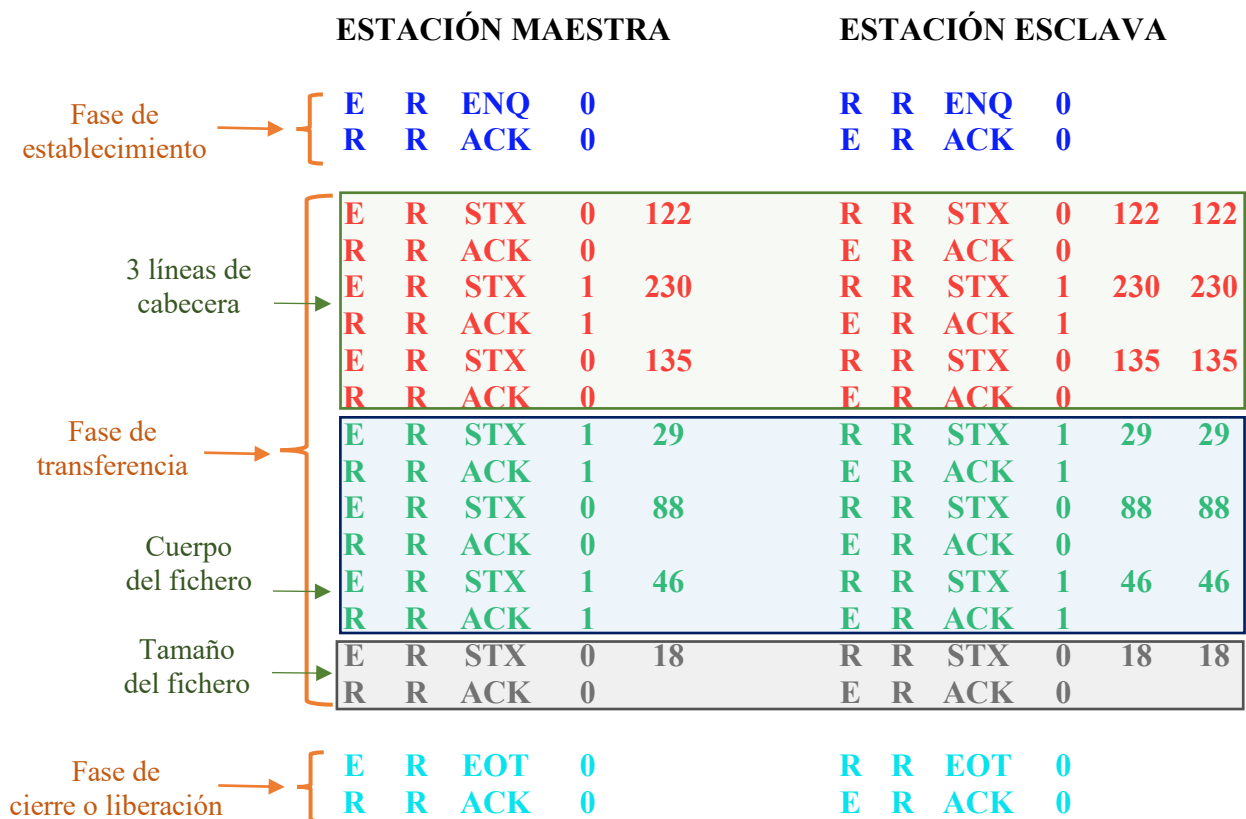 ESTACIÓN MAESTRA ESTACIÓN ESCLAVA
Fase de
establecimiento
E R ENQ 0 R R ENQ 0
R R ACK 0 E R ACK 0
Fase de
transferencia
3 líneas de
cabecera
E R STX 0 122 R R STX 0 122 122
R R ACK 0 E R ACK 0
E R STX 1 230 R R STX 1 230 230
R R ACK 1 E R ACK 1
E R STX 0 135 R R STX 0 135 135
R R ACK 0 E R ACK 0
Cuerpo
del fichero
E R STX 1 29 R R STX 1 29 29
R R ACK 1 E R ACK 1
E R STX 0 88 R R STX 0 88 88
R R ACK 0 E R ACK 0
E R STX 1 46 R R STX 1 46 46
R R ACK 1 E R ACK 1
Tamaño
del fichero
E R STX 0 18 R R STX 0 18 18
R R ACK 0 E R ACK 0
Fase de
cierre o liberación
E R EOT 0 R R EOT 0
R R ACK 0 E R ACK 0